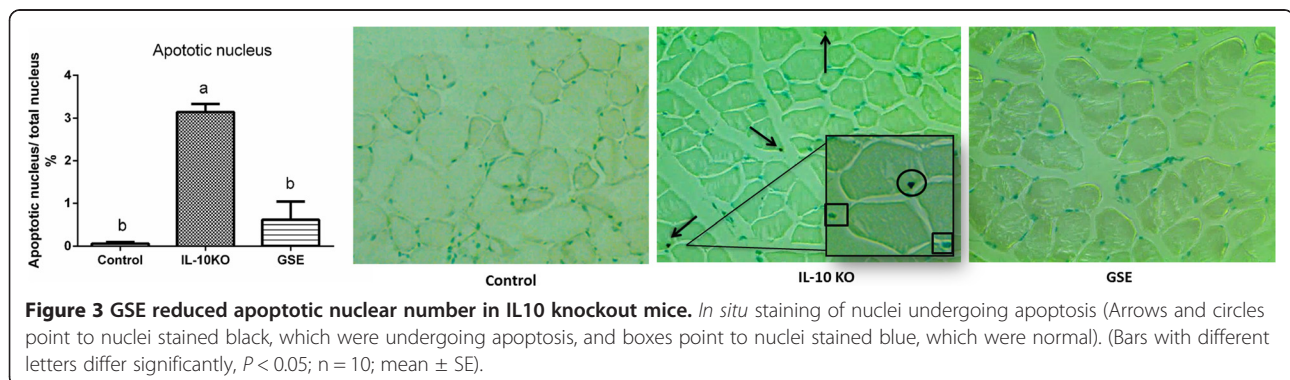 Apototic nucleus
Apoptotic nucleus/ total nucleus
%
4
3
2
1
0
b
a
b
Control
IL-10KO
GSE
Control
IL-10 KO
GSE
Figure 3 GSE reduced apoptotic nuclear number in IL10 knockout mice. In situ staining of nuclei undergoing apoptosis (Arrows and circles
point to nuclei stained black, which were undergoing apoptosis, and boxes point to nuclei stained blue, which were normal). (Bars with different
letters differ significantly, P < 0.05; n = 10; mean ± SE).